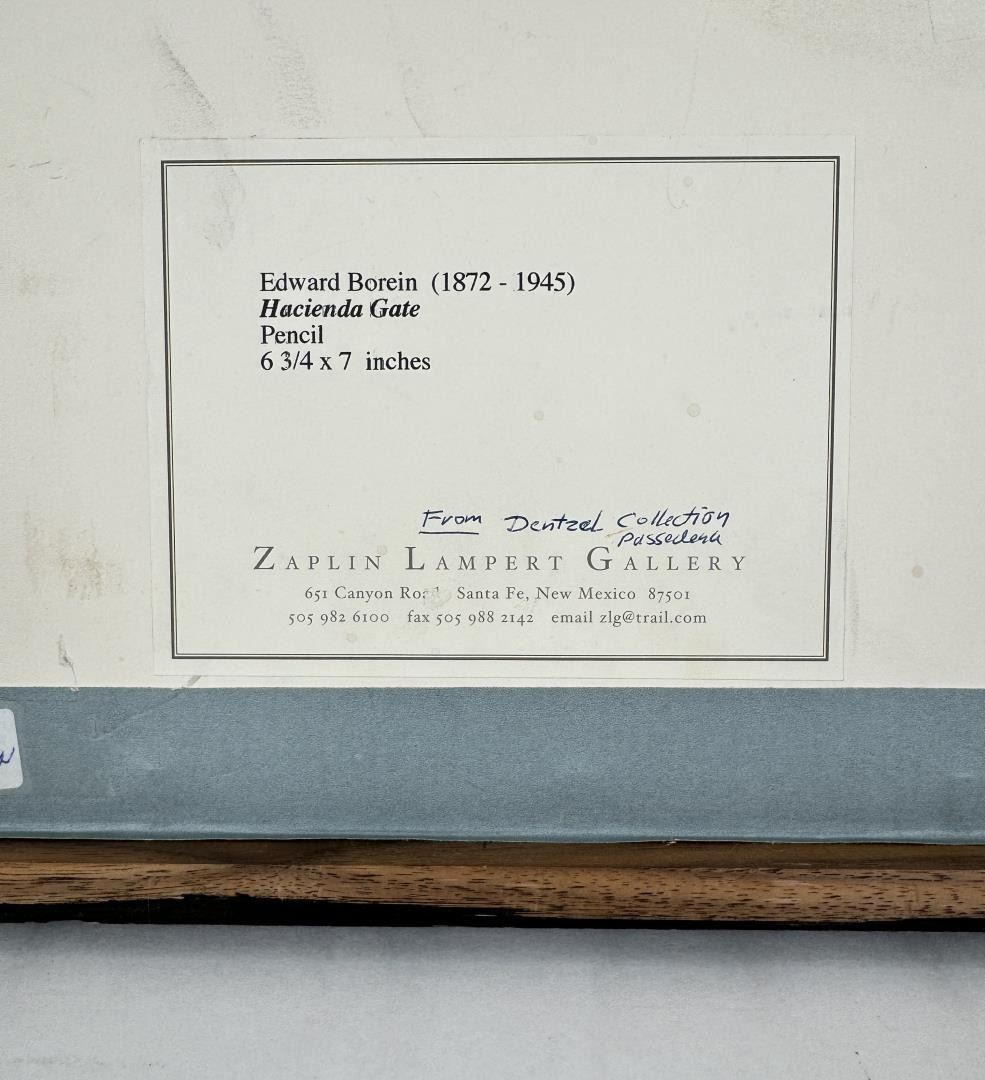 Edward Borein (1872 - 1945)
Hacienda Gate
Pencil
6 3/4 x 7 inches
From Dentzel Collection
Passedena
ZAPLIN LAMPERT GALLERY
651 Canyon Road Santa Fe, New Mexico 87501
505 982 6100 fax 505 988 2142 email zlg@trail.com